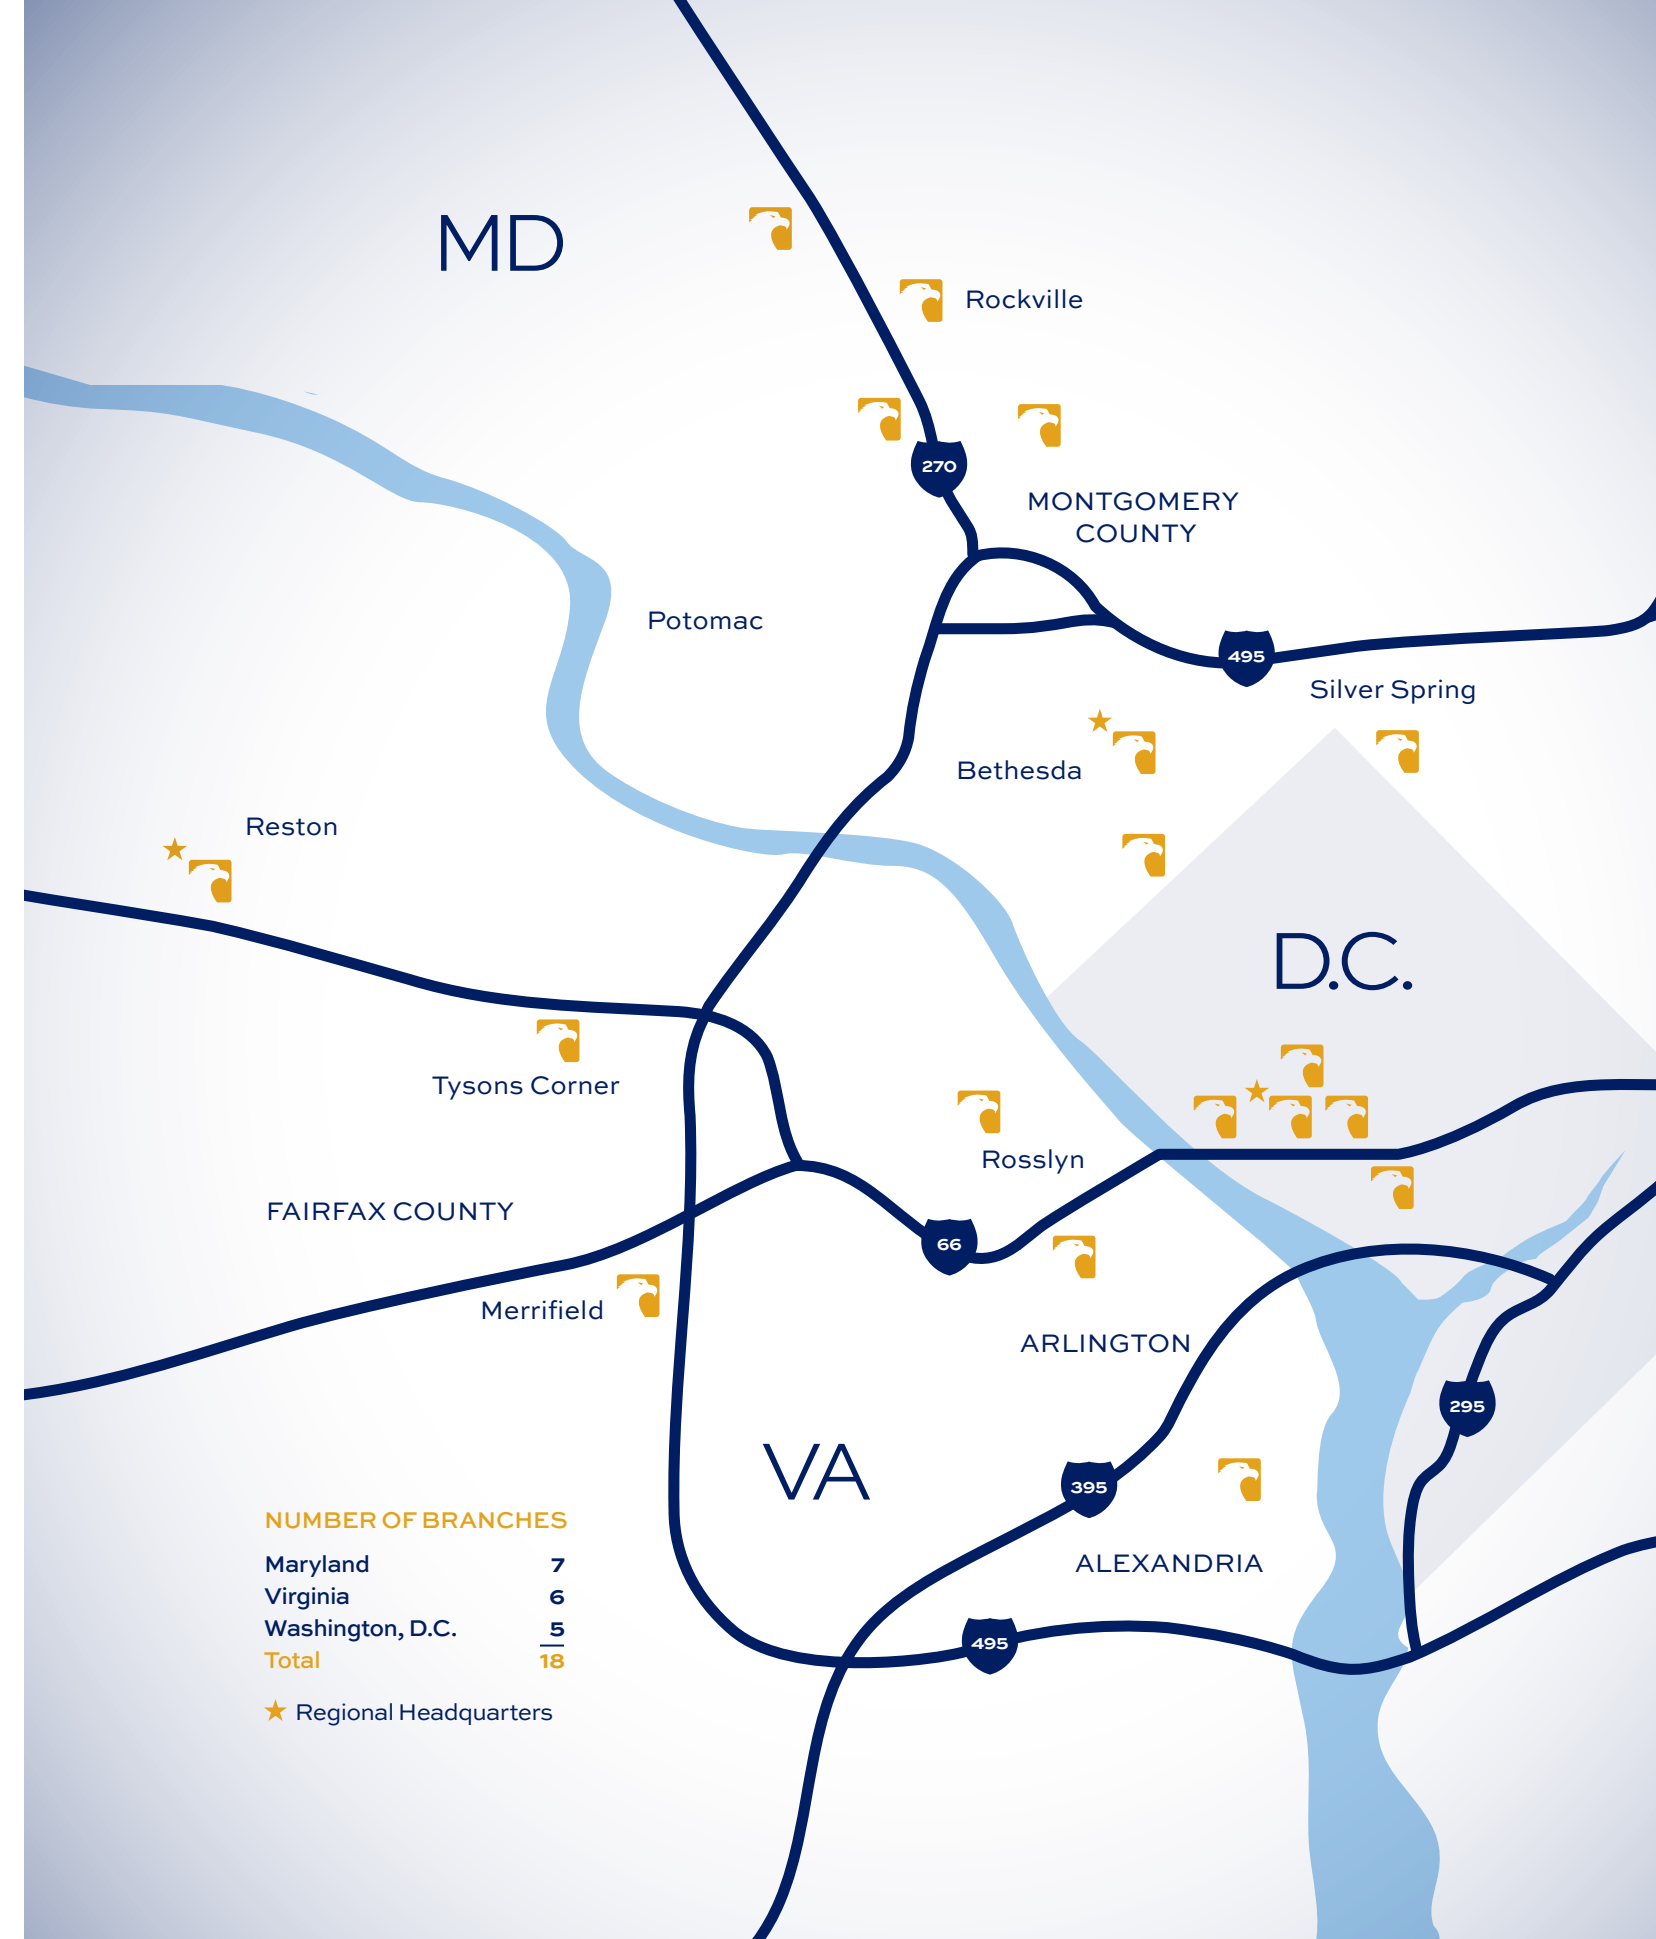 MD
Rockville
270
MONTGOMERY
COUNTY
Potomac
495
Silver Spring
Bethesda
Reston
D.C.
Tysons Corner
Rosslyn
FAIRFAX COUNTY
66
Merrifield
ARLINGTON
295
VA
395
NUMBER OF BRANCHES
Maryland 7
Virginia 6
Washington, D.C. 5
Total 18
★ Regional Headquarters
ALEXANDRIA
495